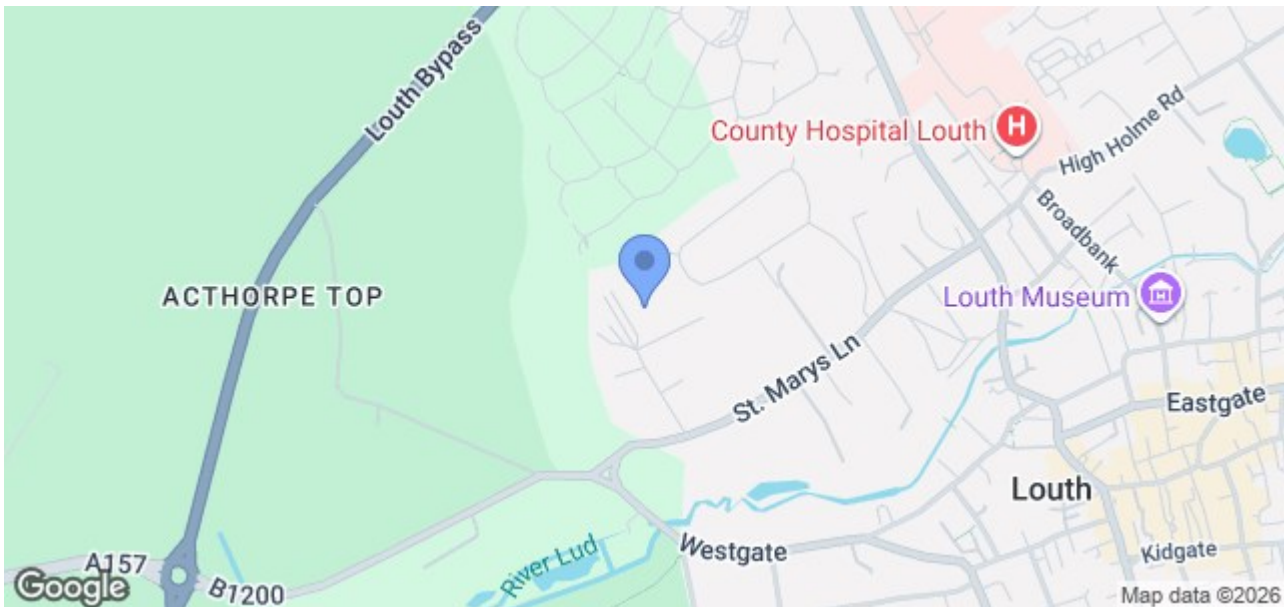 Louth Bypass
County Hospital Louth
H
High Holme Rd
Broadbank
ACTHORPE TOP
Louth Museum
St. Marys Ln
Eastgate
Louth
Westgate
River Lud
Kidgate
A157
B1200
Google
Map data ©2026